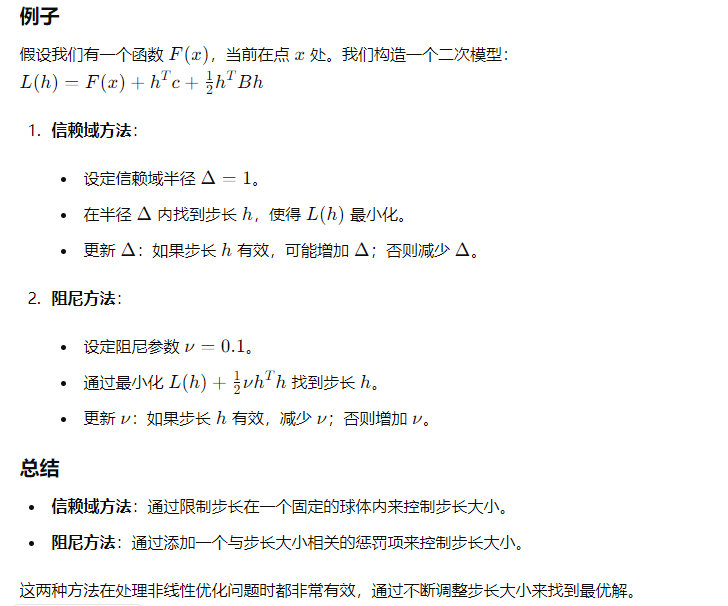 例子
假设我们有一个函数 F(x)，当前在点 x 处。我们构造一个二次模型：
L(h) = F(x) + h^T c + \frac{1}{2} h^T B h
1. 信赖域方法：
• 设定信赖域半径 Δ = 1。
• 在半径 Δ 内找到步长 h，使得 L(h) 最小化。
• 更新 Δ：如果步长 h 有效，可能增加 Δ；否则减少 Δ。
2. 阻尼方法：
• 设定阻尼参数 ν = 0.1。
• 通过最小化 L(h) + \frac{1}{2} ν h^T h 找到步长 h。
• 更新 ν：如果步长 h 有效，减少 ν；否则增加 ν。
总结
• 信赖域方法：通过限制步长在一个固定的球体内来控制步长大小。
• 阻尼方法：通过添加一个与步长大小相关的惩罚项来控制步长大小。
这两种方法在处理非线性优化问题时都非常有效，通过不断调整步长大小来找到最优解。